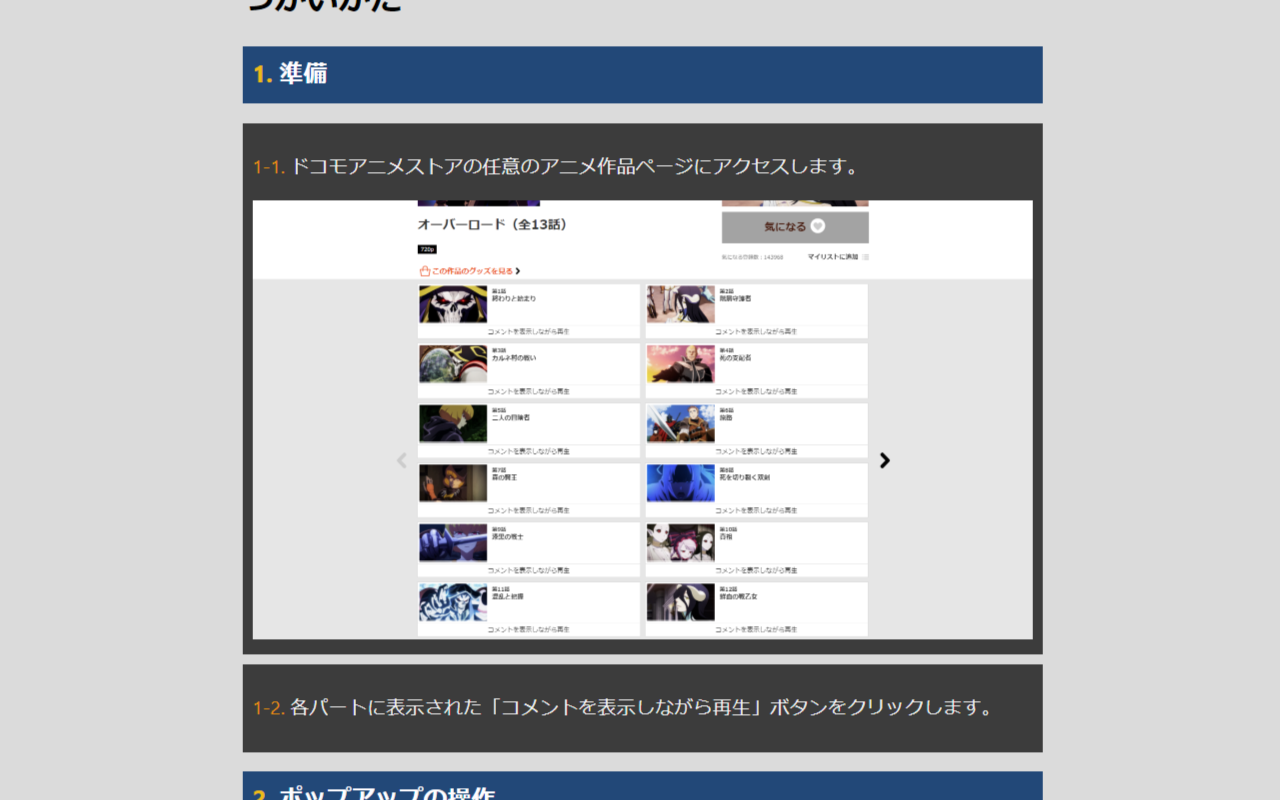 つかいかた
1. 準備
1-1. ドコモアニメストアの任意のアニメ作品ページにアクセスします。
オーバーロード（全13話）
気になる
720p
気になる登録数：142968
マイリストに追加
この作品のグッズを見る
第1話
終わりと始まり
コメントを表示しながら再生
第2話
階層守護者
コメントを表示しながら再生
第3話
カルネ村の戦い
コメントを表示しながら再生
第4話
死の支配者
コメントを表示しながら再生
第5話
二人の冒険者
コメントを表示しながら再生
第6話
旅路
コメントを表示しながら再生
第7話
森の賢王
コメントを表示しながら再生
第8話
死を切り裂く双剣
コメントを表示しながら再生
第9話
漆黒の戦士
コメントを表示しながら再生
第10話
真祖
コメントを表示しながら再生
第11話
混乱と把握
コメントを表示しながら再生
第12話
鮮血の戦乙女
コメントを表示しながら再生
1-2. 各パートに表示された「コメントを表示しながら再生」ボタンをクリックします。
2. ポップアップの操作